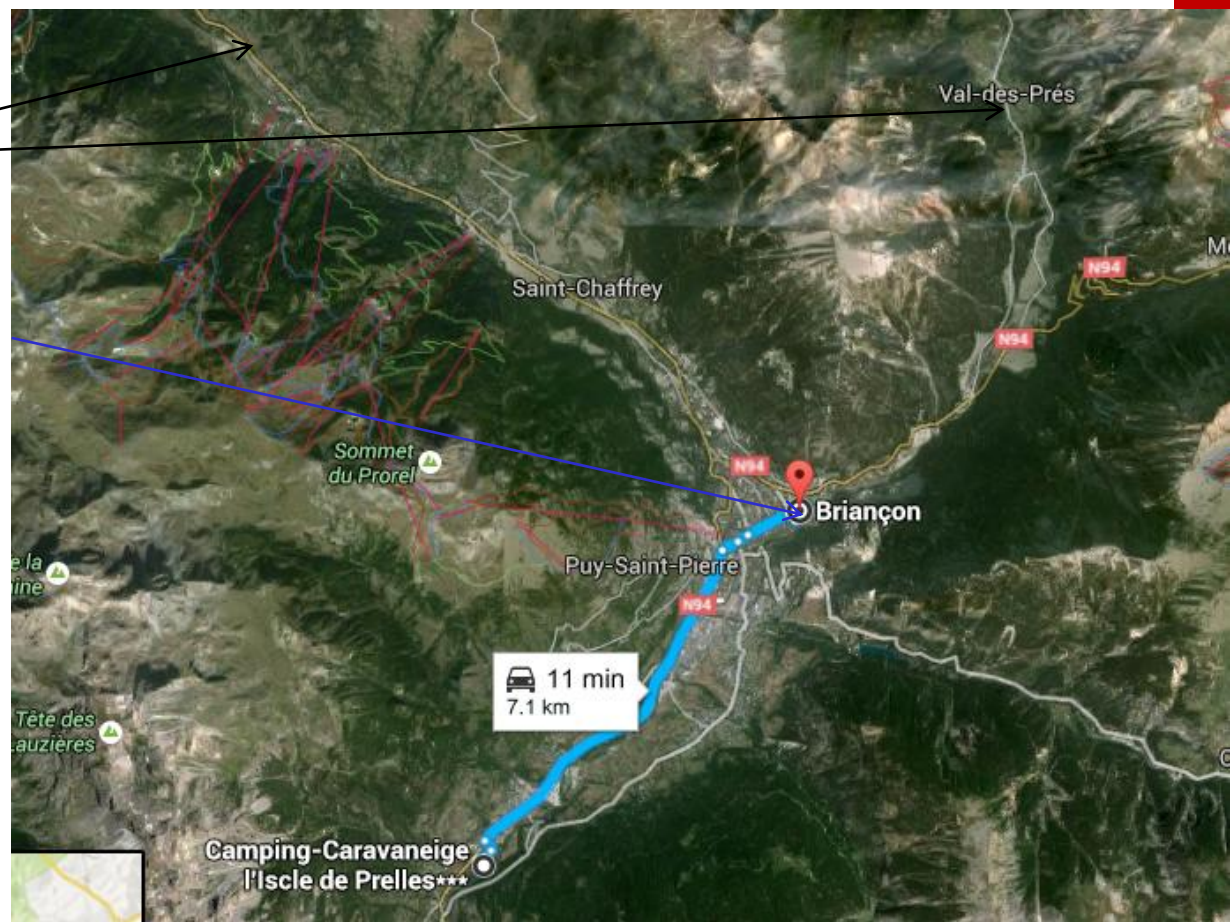 Val-des-Prés
N94
N94
Saint-Chaffrey
Sommet
du Prorel
N94
Briançon
Puy-Saint-Pierre
N94
11 min
7.1 km
Tête des
Camping-Caravaneige
l'Iscle de Prelles***